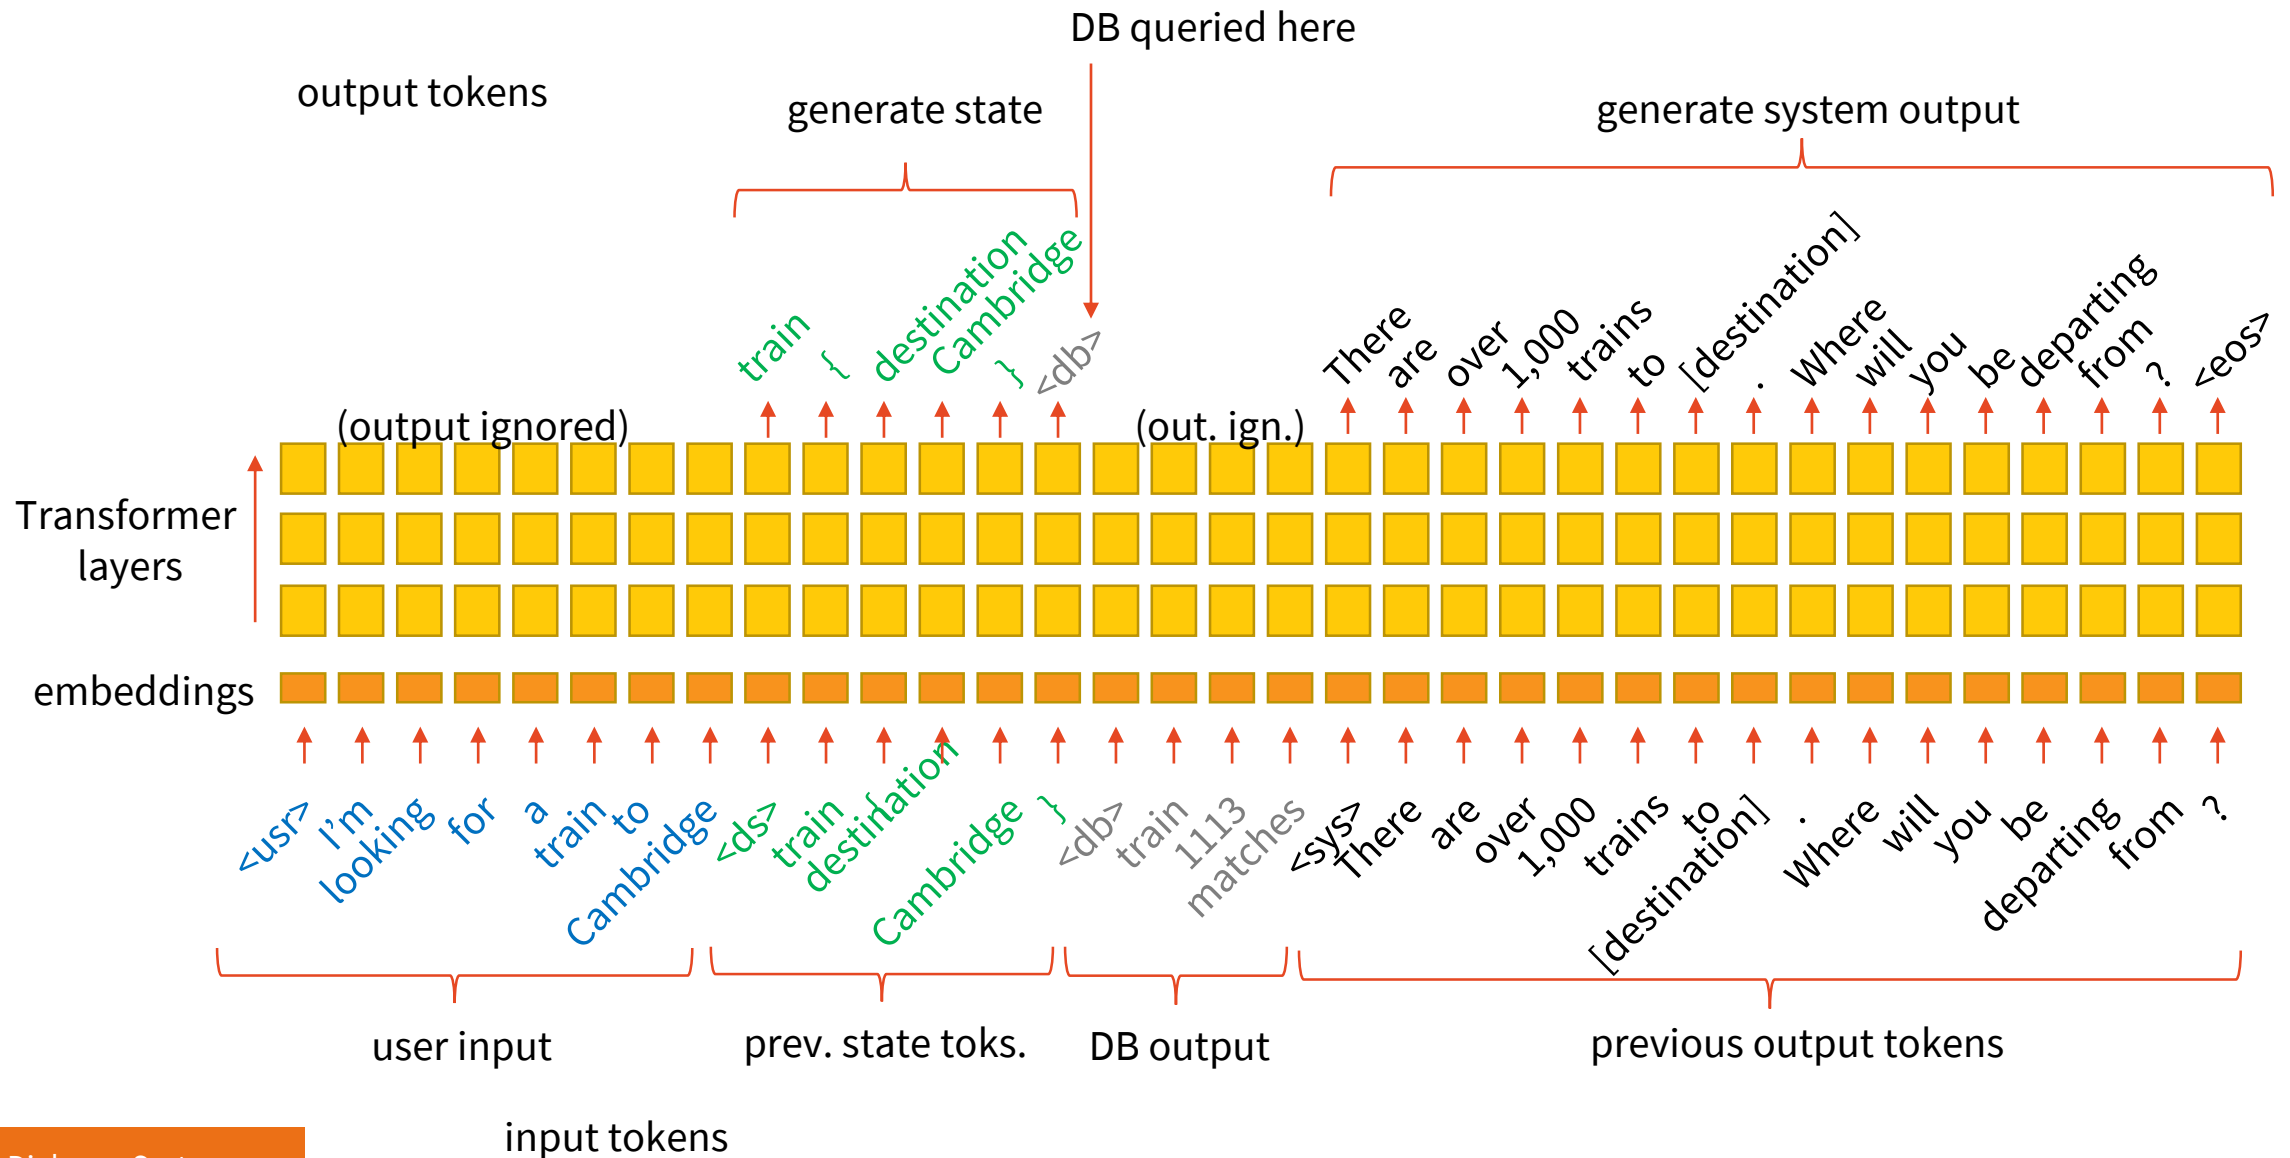 DB queried here
output tokens
generate state
generate system output
train { destination Cambridge } <db>
There are over 1,000 trains to [destination] . Where will you be departing from ? <eos>
(output ignored)
(out. ign.)
Transformer
layers
embeddings
<usr> I'm looking for a train to Cambridge <ds> train { destination Cambridge } <db> train 1113 matches <sys> There are over 1,000 trains to [destination] . Where will you be departing from ?
user input
prev. state toks.
DB output
previous output tokens
input tokens